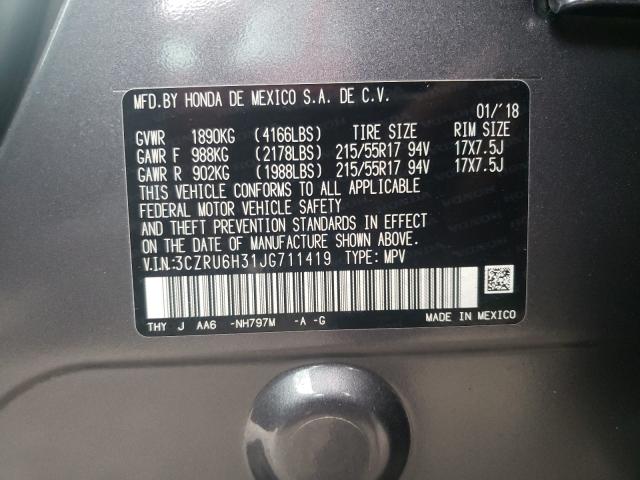 MFD.BY HONDA DE MEXICO S.A. DE C.V.
01/'18
GVWR 1890KG (4166LBS) TIRE SIZE RIM SIZE
GAWR F 988KG (2178LBS) 215/55R17 94V 17X7.5J
GAWR R 902KG (1988LBS) 215/55R17 94V 17X7.5J
THIS VEHICLE CONFORMS TO ALL APPLICABLE
FEDERAL MOTOR VEHICLE SAFETY
AND THEFT PREVENTION STANDARDS IN EFFECT
ON THE DATE OF MANUFACTURE SHOWN ABOVE.
V.I.N:3CZRU6H31JG711419 TYPE: MPV
THY J AA6 -NH797M -A -G MADE IN MEXICO